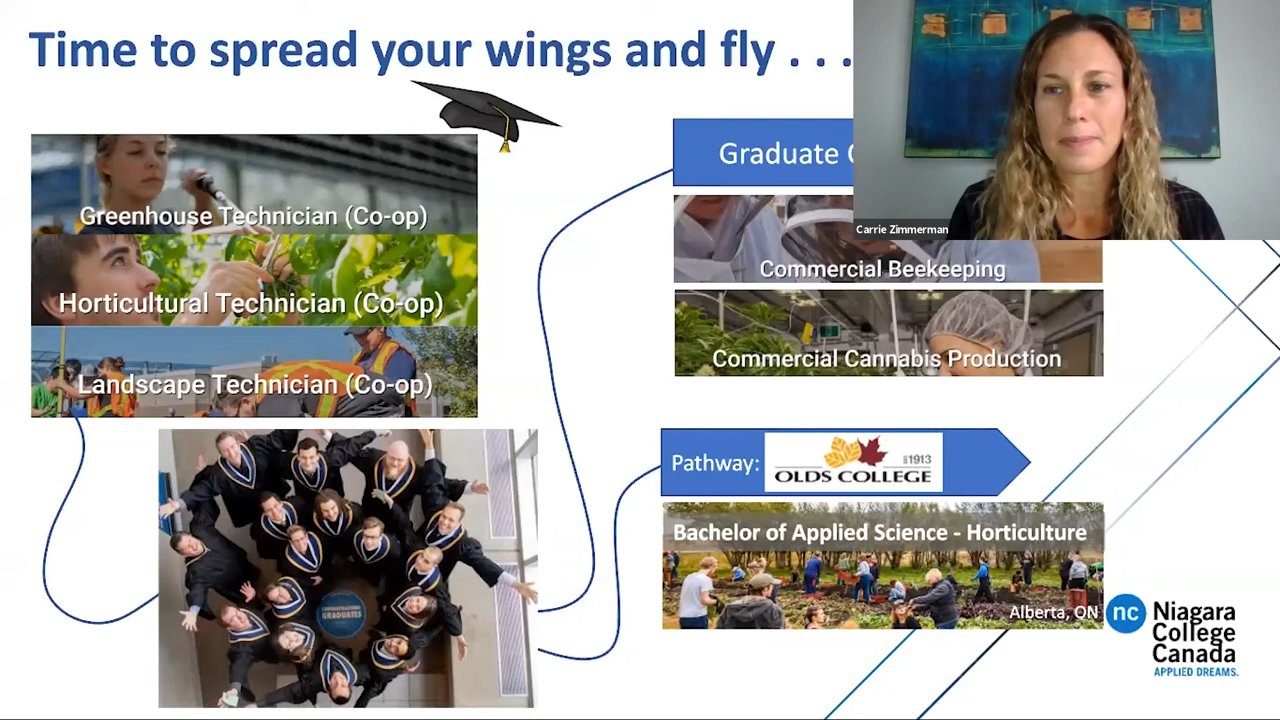 Time to spread your wings and fly . . .
Greenhouse Technician (Co-op)
Horticultural Technician (Co-op)
Landscape Technician (Co-op)
CONGRATULATIONS
GRADUATES
Graduate
Carrie Zimmerman
Commercial Beekeeping
Commercial Cannabis Production
Pathway:
1913
OLDS COLLEGE
Bachelor of Applied Science - Horticulture
Alberta, ON
nc
Niagara
College
Canada
APPLIED DREAMS.